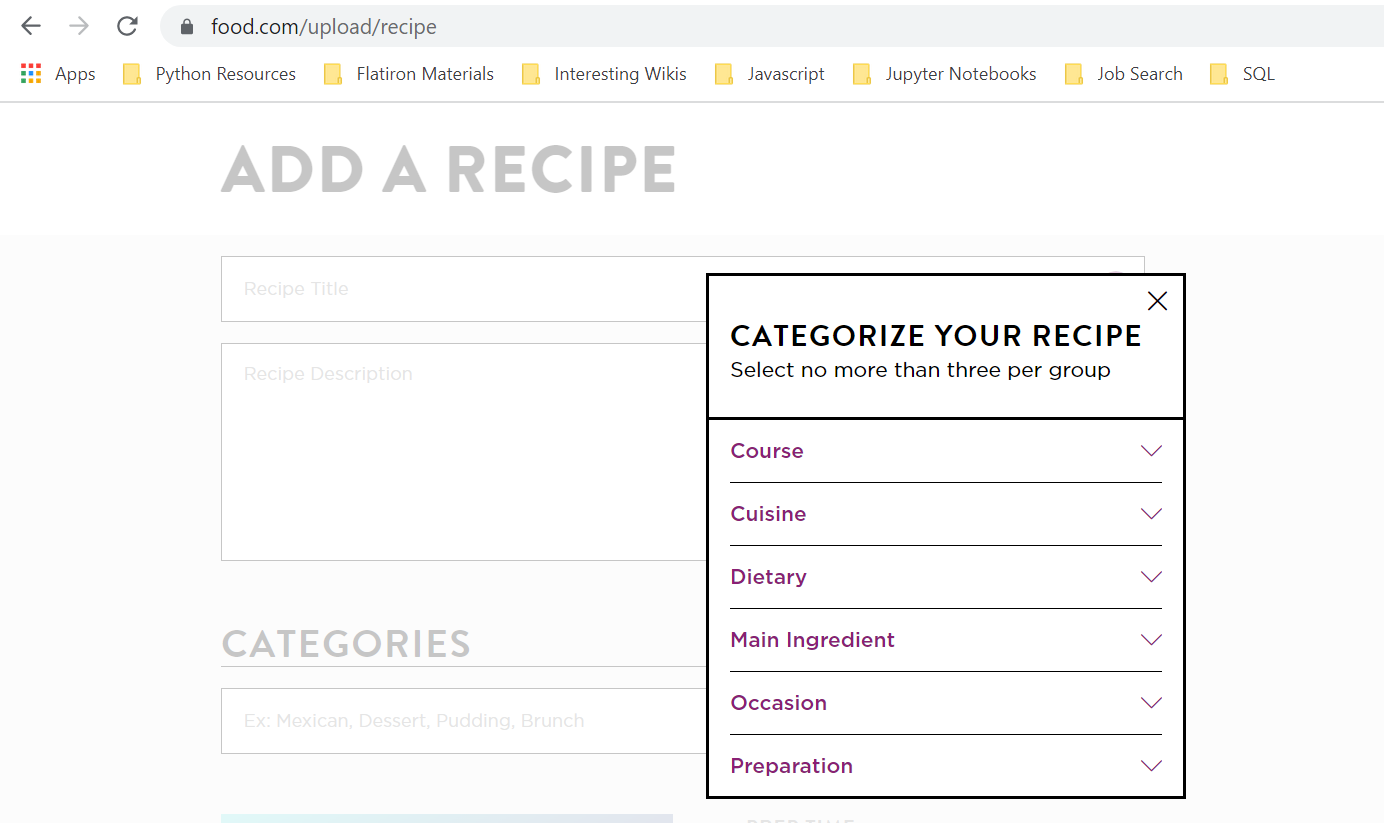 food.com/upload/recipe
Apps Python Resources Flatiron Materials Interesting Wikis Javascript Jupyter Notebooks Job Search SQL
ADD A RECIPE
Recipe Title
Recipe Description
CATEGORIES
Ex: Mexican, Dessert, Pudding, Brunch
CATEGORIZE YOUR RECIPE
Select no more than three per group
Course
Cuisine
Dietary
Main Ingredient
Occasion
Preparation
PREP TIME